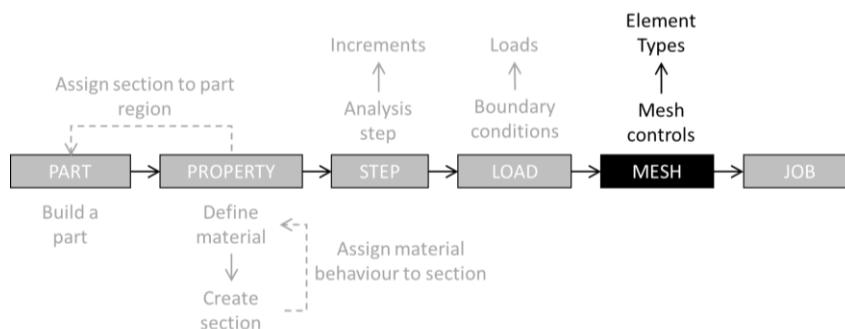 Increments
Loads
Element
Types
Assign section to part
region
Analysis
step
Boundary
conditions
Mesh
controls
PART
PROPERTY
STEP
LOAD
MESH
JOB
Build a
part
Define
material
Assign material
behaviour to section
Create
section